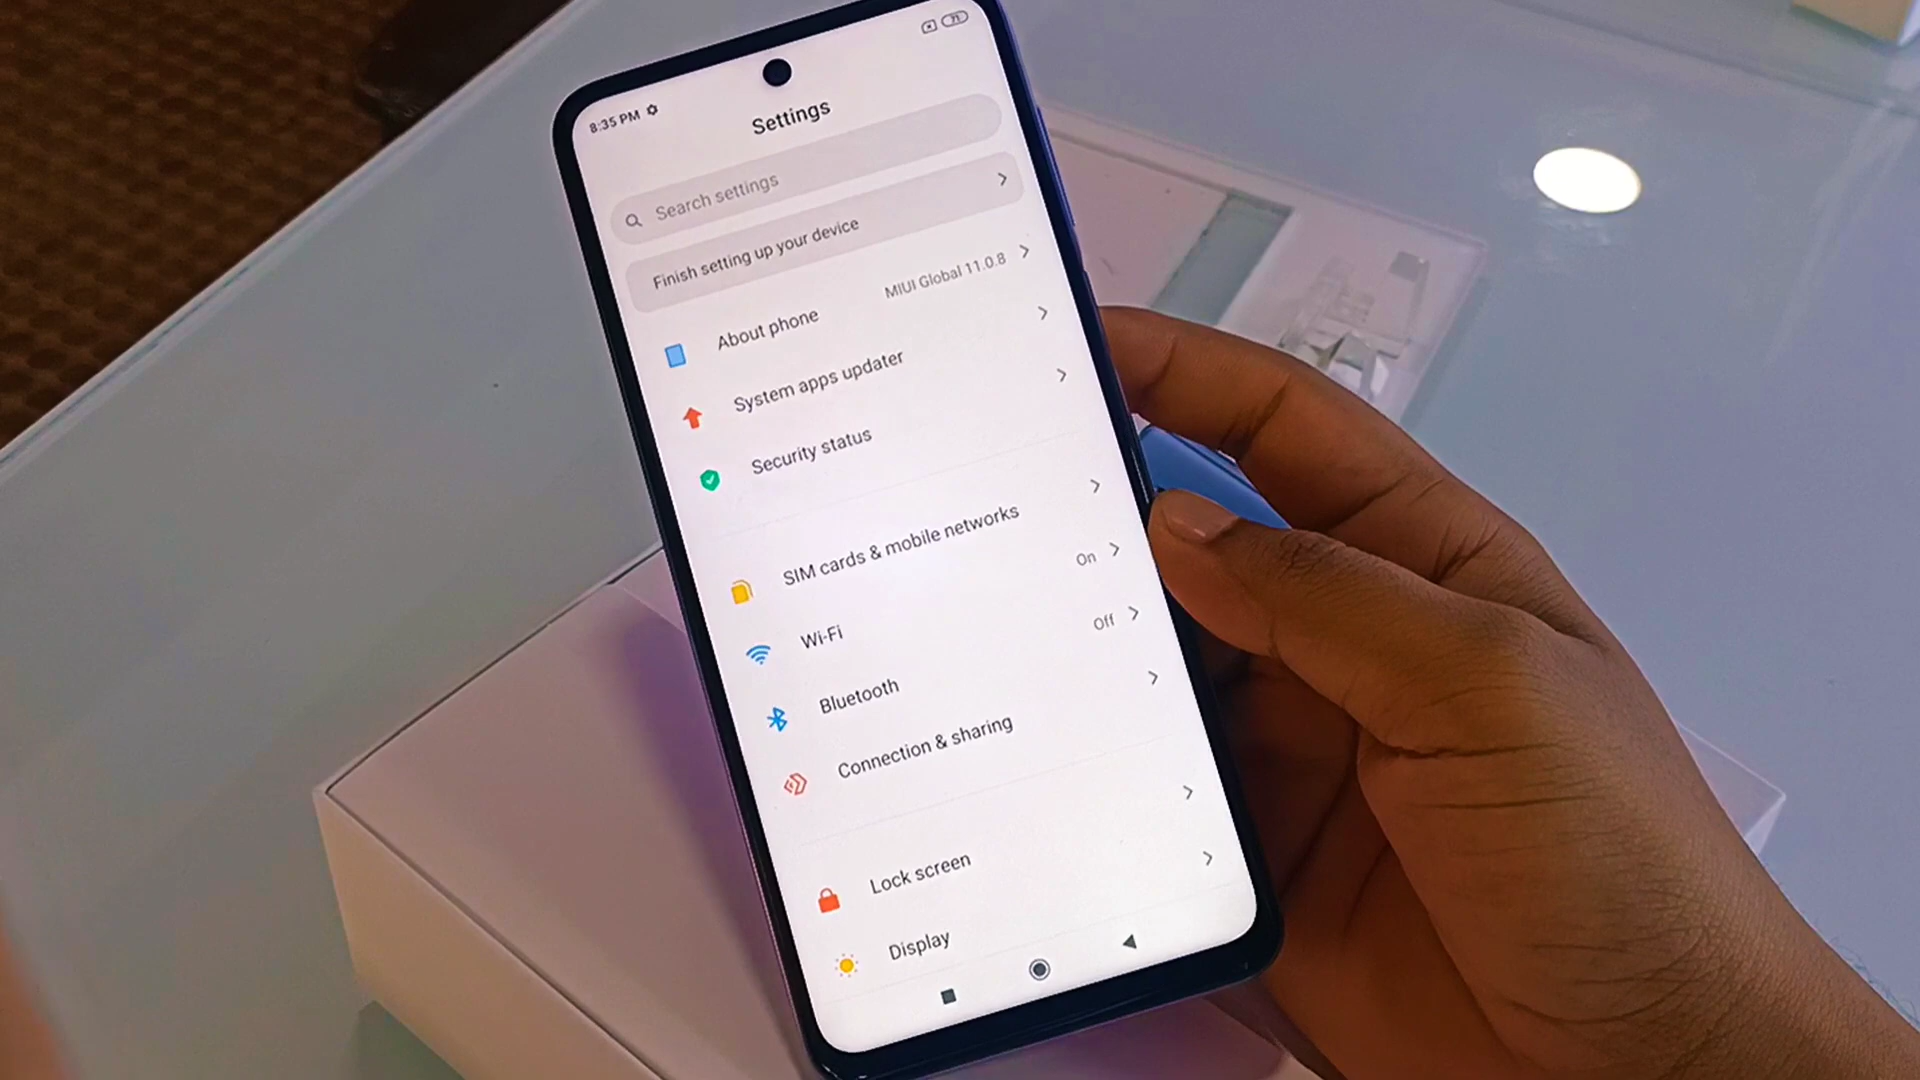 8:35 PM
71
Settings
Search settings
Finish setting up your device
About phone MIUI Global 11.0.8
System apps updater
Security status
SIM cards & mobile networks
Wi-Fi On
Bluetooth Off
Connection & sharing
Lock screen
Display